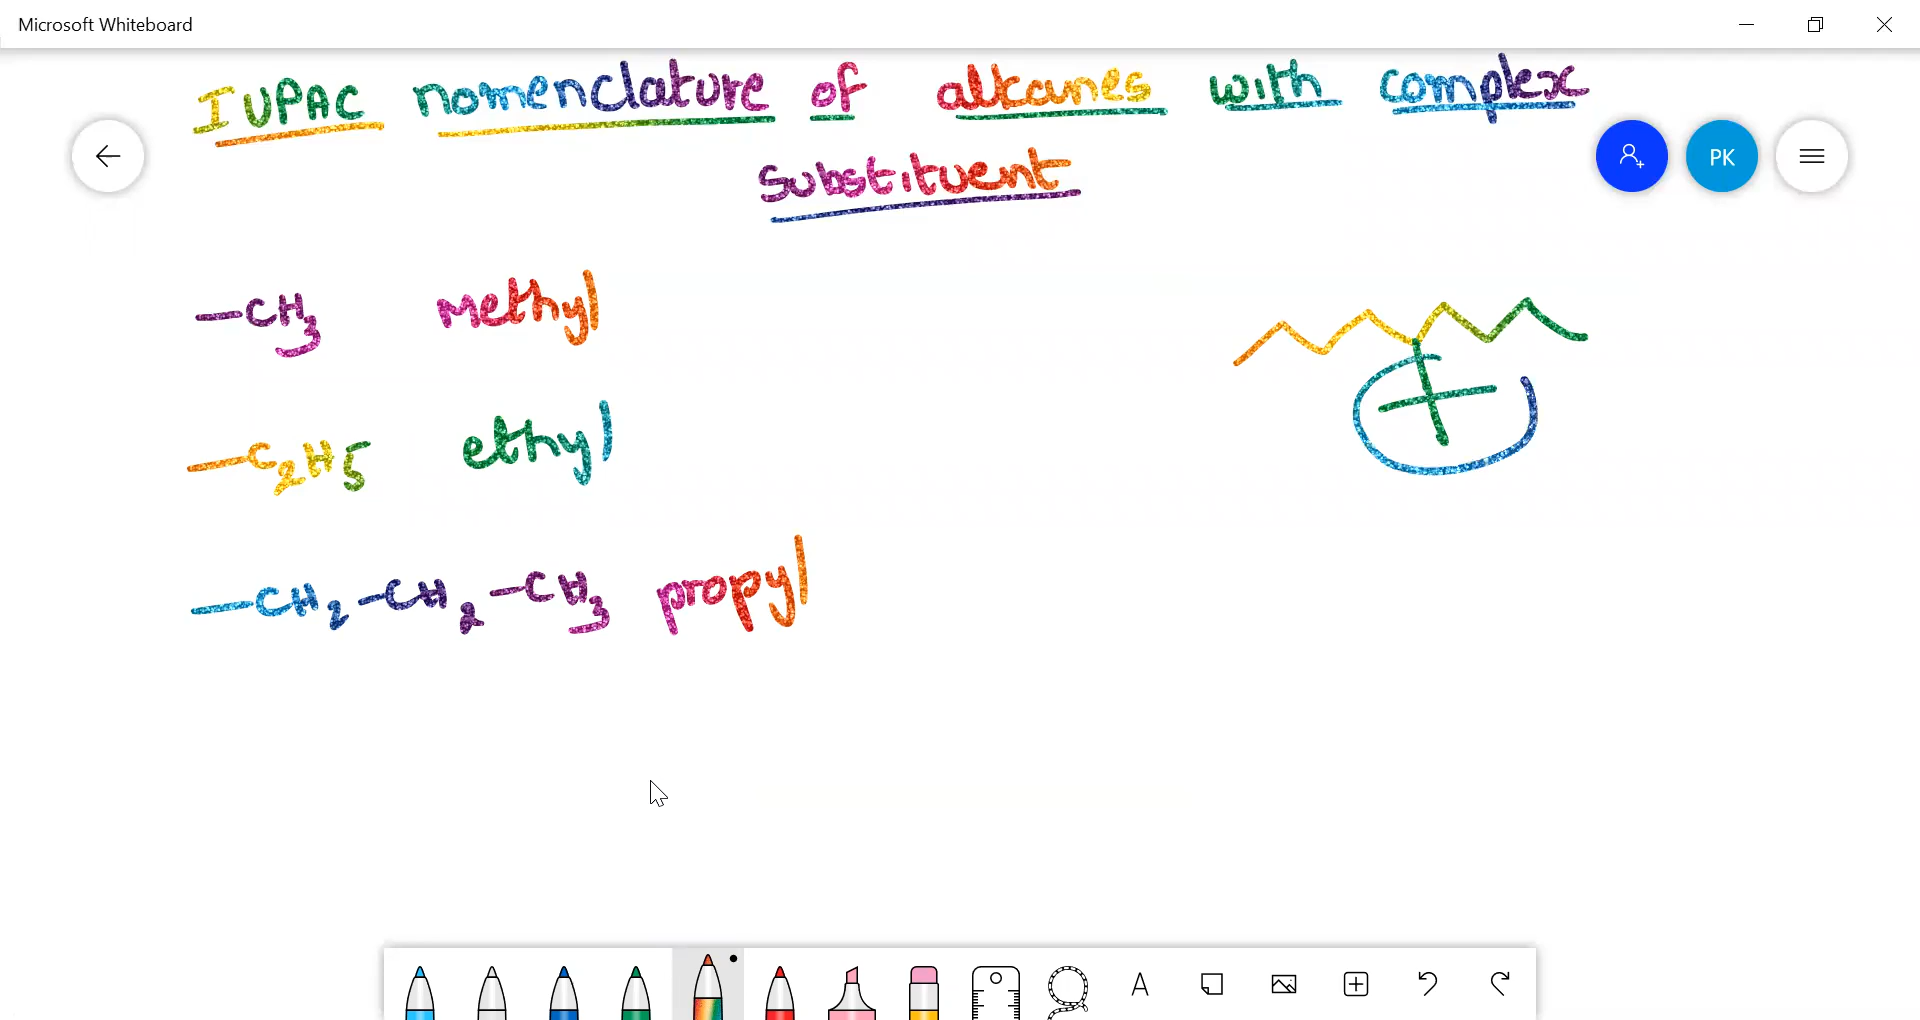 Microsoft Whiteboard
IUPAC nomenclature of alkanes with complex
substituent
PK
—CH3 Methyl
—C2H5 ethyl
—CH2—CH2—CH3 propyl
A